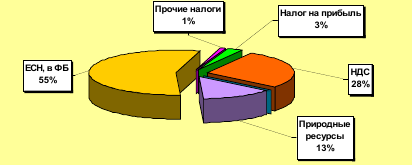 Прочие налоги
1%
Налог на прибыль
3%
ЕСН, в ФБ
55%
НДС
28%
Природные
ресурсы
13%